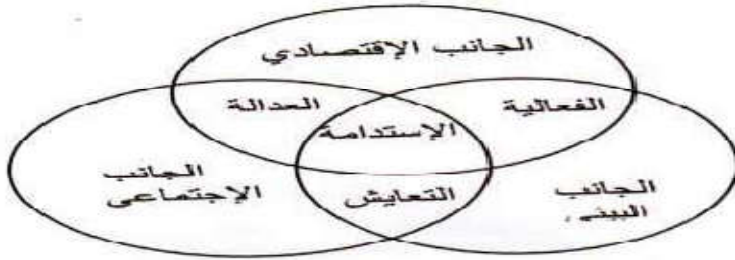 الجانب الإقتصادي
العدالة
الفعالية
الإستدامة
الجانب
الإجتماعى
التعايش
الجانب
البيئي